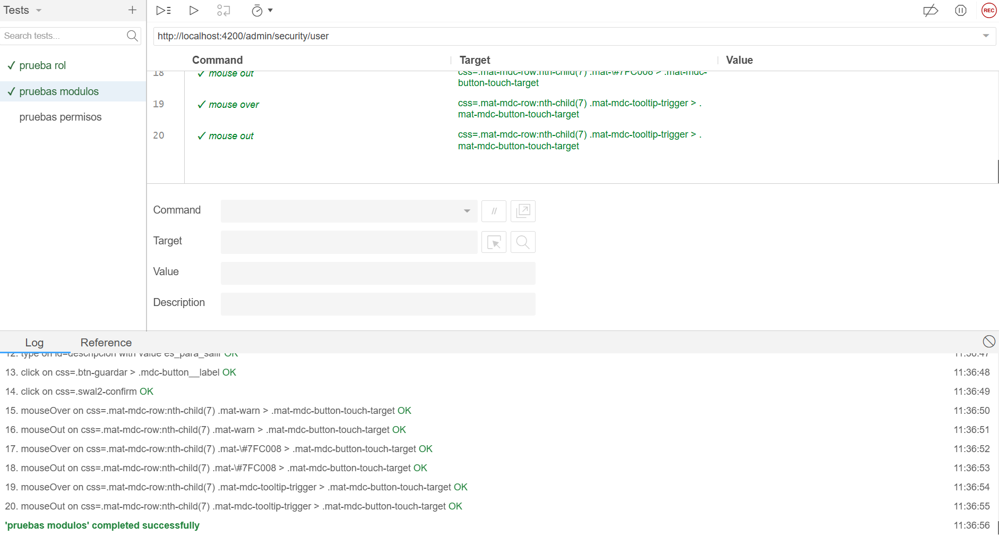 Tests
Search tests...
✓ prueba rol
✓ pruebas modulos
pruebas permisos
REC
http://localhost:4200/admin/security/user
Command Target Value
18 ✓ mouse out css=.mat-mdc-row:nth-child(7) .mat-\#7FC008 > .mat-mdc-
button-touch-target
19 ✓ mouse over css=.mat-mdc-row:nth-child(7) .mat-mdc-tooltip-trigger > .
mat-mdc-button-touch-target
20 ✓ mouse out css=.mat-mdc-row:nth-child(7) .mat-mdc-tooltip-trigger > .
mat-mdc-button-touch-target
Command //
Target
Value
Description
Log Reference
12. type on id=descripcion with value es_para_salir OK 11:36:47
13. click on css=.btn-guardar > .mdc-button__label OK 11:36:48
14. click on css=.swal2-confirm OK 11:36:49
15. mouseOver on css=.mat-mdc-row:nth-child(7) .mat-warn > .mat-mdc-button-touch-target OK 11:36:50
16. mouseOut on css=.mat-mdc-row:nth-child(7) .mat-warn > .mat-mdc-button-touch-target OK 11:36:51
17. mouseOver on css=.mat-mdc-row:nth-child(7) .mat-\#7FC008 > .mat-mdc-button-touch-target OK 11:36:52
18. mouseOut on css=.mat-mdc-row:nth-child(7) .mat-\#7FC008 > .mat-mdc-button-touch-target OK 11:36:53
19. mouseOver on css=.mat-mdc-row:nth-child(7) .mat-mdc-tooltip-trigger > .mat-mdc-button-touch-target OK 11:36:54
20. mouseOut on css=.mat-mdc-row:nth-child(7) .mat-mdc-tooltip-trigger > .mat-mdc-button-touch-target OK 11:36:55
'pruebas modulos' completed successfully 11:36:56